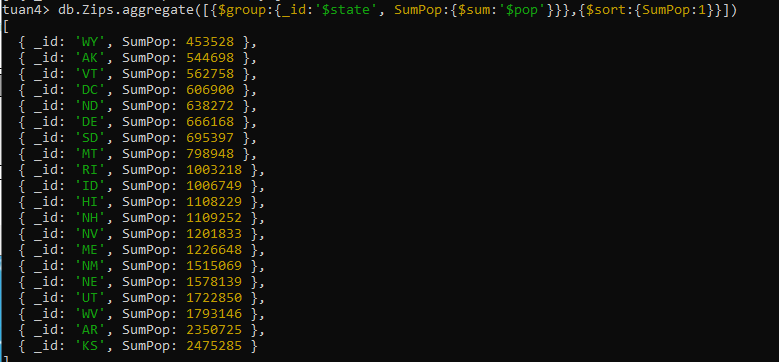 tuan4> db.Zips.aggregate([{$group:{_id:'$state', SumPop:{$sum:'$pop'}}},{$sort:{SumPop:1}}])
[
  { _id: 'WY', SumPop: 453528 },
  { _id: 'AK', SumPop: 544698 },
  { _id: 'VT', SumPop: 562758 },
  { _id: 'DC', SumPop: 606900 },
  { _id: 'ND', SumPop: 638272 },
  { _id: 'DE', SumPop: 666168 },
  { _id: 'SD', SumPop: 695397 },
  { _id: 'MT', SumPop: 798948 },
  { _id: 'RI', SumPop: 1003218 },
  { _id: 'ID', SumPop: 1006749 },
  { _id: 'HI', SumPop: 1108229 },
  { _id: 'NH', SumPop: 1109252 },
  { _id: 'NV', SumPop: 1201833 },
  { _id: 'ME', SumPop: 1226648 },
  { _id: 'NM', SumPop: 1515069 },
  { _id: 'NE', SumPop: 1578139 },
  { _id: 'UT', SumPop: 1722850 },
  { _id: 'WV', SumPop: 1793146 },
  { _id: 'AR', SumPop: 2350725 },
  { _id: 'KS', SumPop: 2475285 }
]